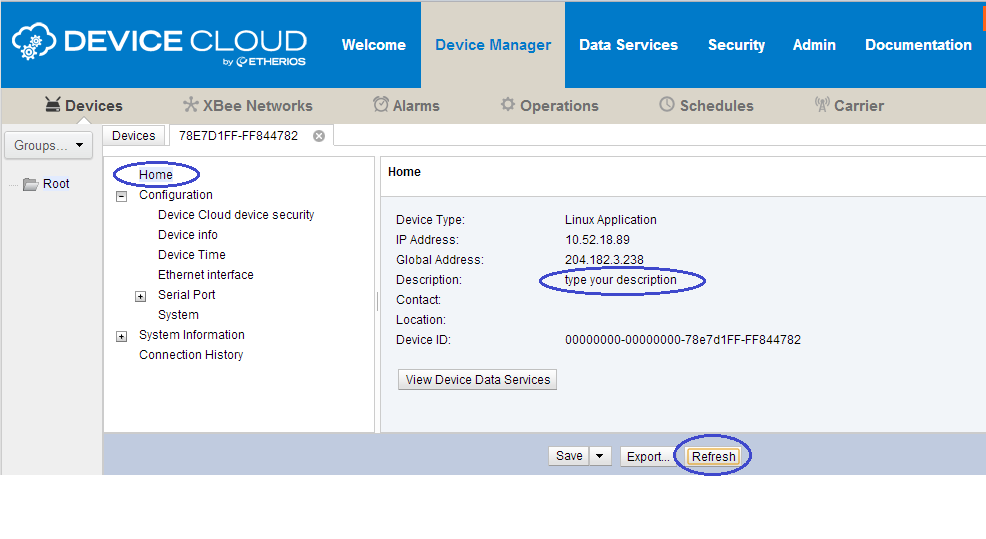 DEVICE CLOUD
by ETHERIOS
Welcome Device Manager Data Services Security Admin Documentation
Devices XBee Networks Alarms Operations Schedules Carrier
Groups... Devices 78E7D1FF-FF844782
Root
Home
Configuration
Device Cloud device security
Device info
Device Time
Ethernet interface
Serial Port
System
System Information
Connection History
Home
Device Type: Linux Application
IP Address: 10.52.18.89
Global Address: 204.182.3.238
Description: type your description
Contact:
Location:
Device ID: 00000000-00000000-78e7d1FF-FF844782
View Device Data Services
Save Export... Refresh